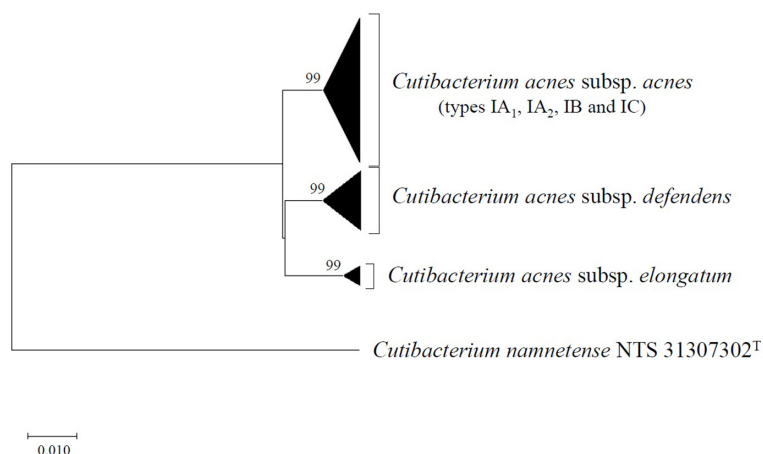 99
Cutibacterium acnes subsp. acnes
(types IA1, IA2, IB and IC)
99
Cutibacterium acnes subsp. defendens
99
Cutibacterium acnes subsp. elongatum
Cutibacterium namnetense NTS 31307302T
0.010